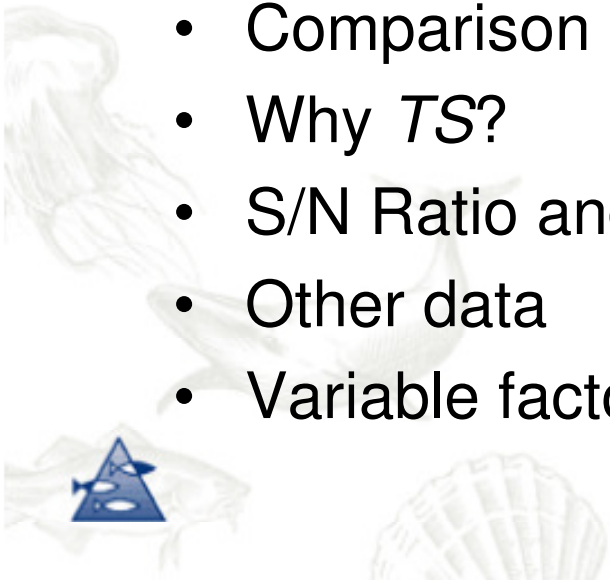 • Comparison
• Why TS?
• S/N Ratio an
• Other data
• Variable fact